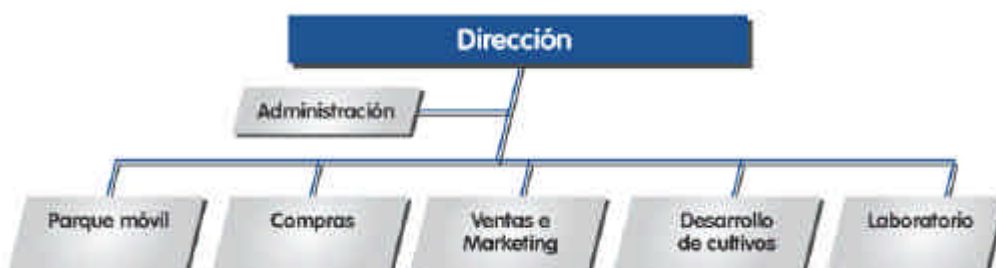 Dirección
Administración
Parque móvil
Compras
Ventas e
Marketing
Desarrollo
de cultivos
Laboratorio